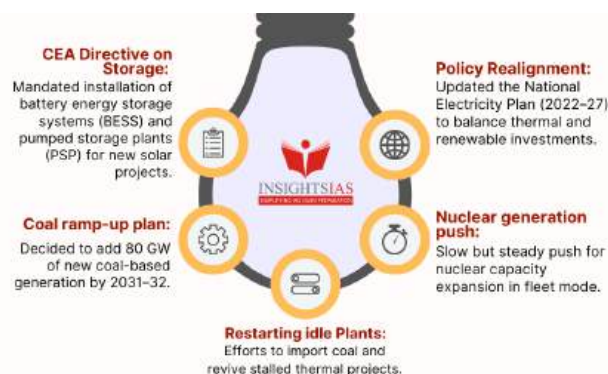 CEA Directive on
Storage:
Mandated installation of
battery energy storage
systems (BESS) and
pumped storage plants
(PSP) for new solar
projects.
Policy Realignment:
Updated the National
Electricity Plan (2022–27)
to balance thermal and
renewable investments.
INSIGHTSIAS
SIMPLIFYING IAS EXAM PREPARATION
Coal ramp-up plan:
Decided to add 80 GW
of new coal-based
generation by 2031–32.
Nuclear generation
push:
Slow but steady push for
nuclear capacity
expansion in fleet mode.
Restarting idle Plants:
Efforts to import coal and
revive stalled thermal projects.